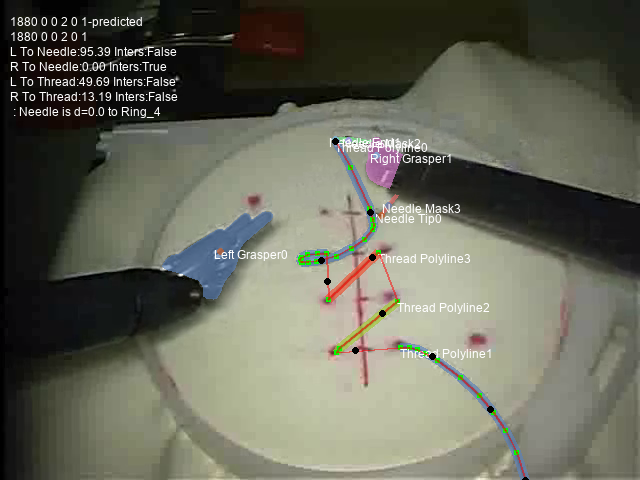 1880 0 0 2 0 1-predicted
1880 0 0 2 0 1
L To Needle:95.39 Inters:False
R To Needle:0.00 Inters:True
L To Thread:49.69 Inters:False
R To Thread:13.19 Inters:False
: Needle is d=0.0 to Ring_4
Thread Polyline0
Right Grasper1
Needle Mask3
Needle Tip0
Left Grasper0
Thread Polyline3
Thread Polyline2
Thread Polyline1